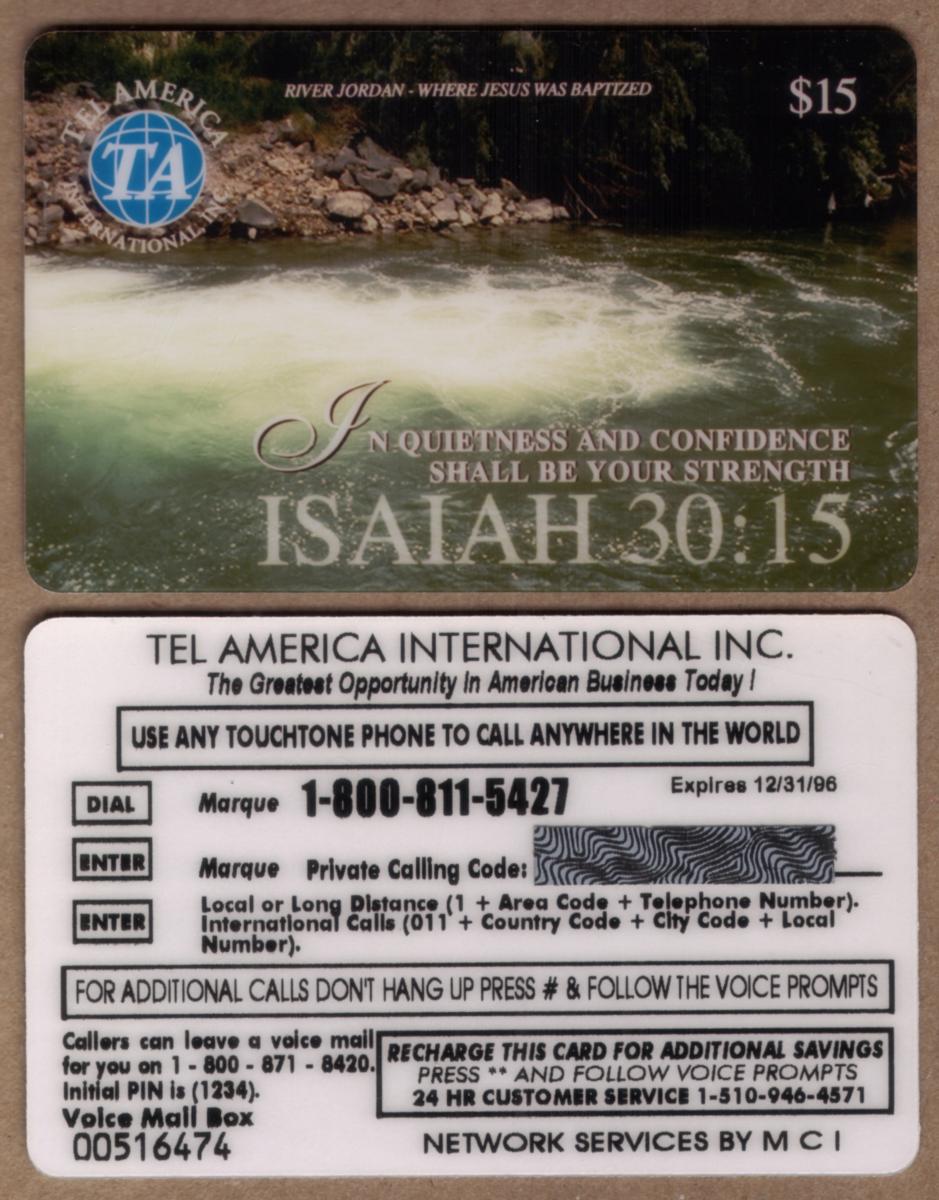 TEL AMERICA
TA
INTERNATIONAL INC
RIVER JORDAN - WHERE JESUS WAS BAPTIZED
$15
IN QUIETNESS AND CONFIDENCE
SHALL BE YOUR STRENGTH
ISAIAH 30:15
TEL AMERICA INTERNATIONAL INC.
The Greatest Opportunity In American Business Today !
USE ANY TOUCHTONE PHONE TO CALL ANYWHERE IN THE WORLD
DIAL Marque 1-800-811-5427 Expires 12/31/96
ENTER Marque Private Calling Code:
ENTER Local or Long Distance (1 + Area Code + Telephone Number).
International Calls (011 + Country Code + City Code + Local
Number).
FOR ADDITIONAL CALLS DON'T HANG UP PRESS # & FOLLOW THE VOICE PROMPTS
Callers can leave a voice mail
for you on 1 - 800 - 871 - 8420.
Initial PIN is (1234).
Voice Mail Box
00516474
RECHARGE THIS CARD FOR ADDITIONAL SAVINGS
PRESS ** AND FOLLOW VOICE PROMPTS
24 HR CUSTOMER SERVICE 1-510-946-4571
NETWORK SERVICES BY M C I